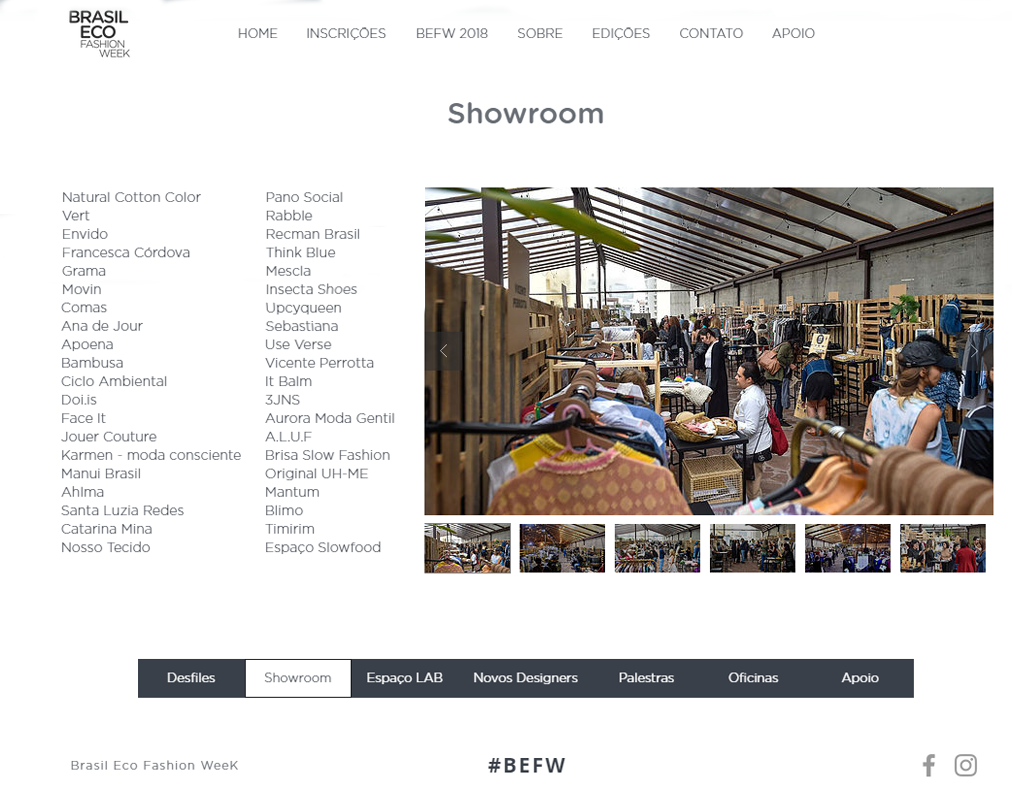 BRASIL
ECO
FASHION
WEEK
HOME
INSCRIÇÕES
BEFW 2018
SOBRE
EDIÇÕES
CONTATO
APOIO
Showroom
Natural Cotton Color
Vert
Envido
Francesca Córdova
Grama
Movin
Comas
Ana de Jour
Apoena
Bambusa
Ciclo Ambiental
Doi.is
Face It
Jouer Couture
Karmen - moda consciente
Manui Brasil
Ahlma
Santa Luzia Redes
Catarina Mina
Nosso Tecido
Pano Social
Rabble
Recman Brasil
Think Blue
Mescla
Insecta Shoes
Upcyqueen
Sebastiana
Use Verse
Vicente Perrotta
It Balm
3JNS
Aurora Moda Gentil
A.L.U.F
Brisa Slow Fashion
Original UH-ME
Mantum
Blimo
Timirim
Espaço Slowfood
Desfiles
Showroom
Espaço LAB
Novos Designers
Palestras
Oficinas
Apoio
Brasil Eco Fashion WeeK
#BEFW